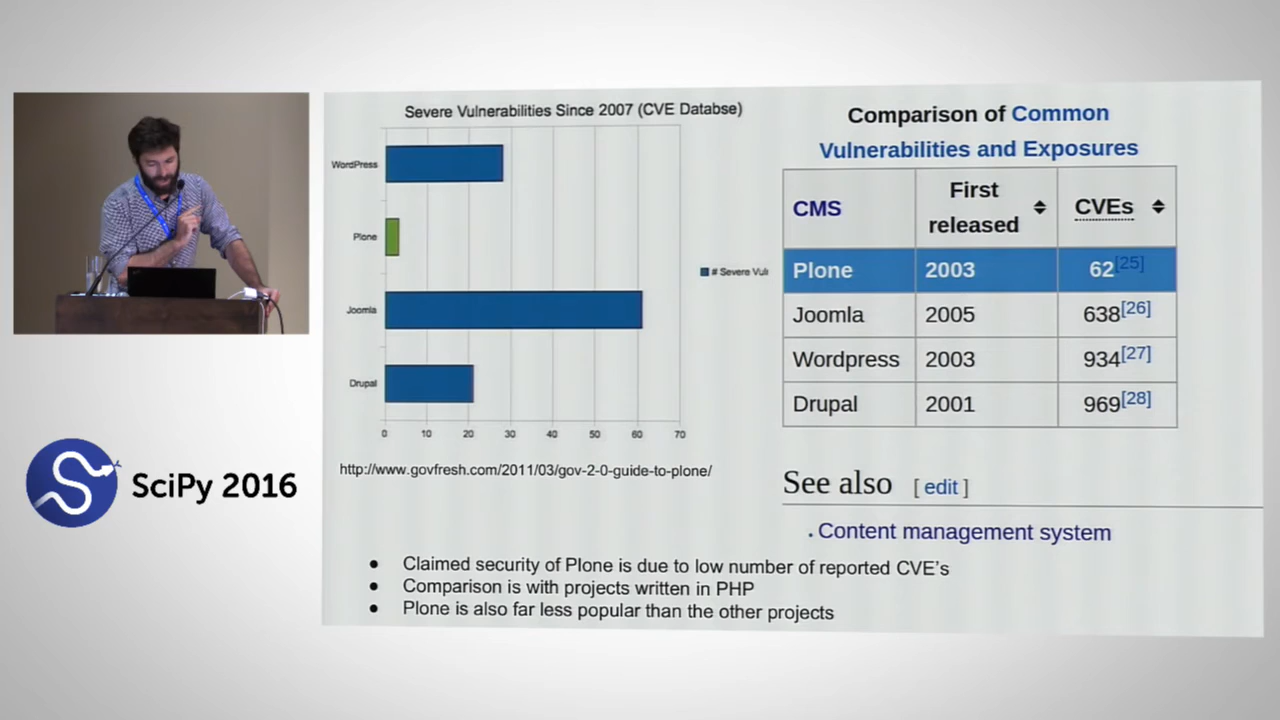 Severe Vulnerabilities Since 2007 (CVE Databse)
WordPress
Plone
Joomla
Drupal
0 10 20 30 40 50 60 70
# Severe Vul
http://www.govfresh.com/2011/03/gov-2-0-guide-to-plone/
Comparison of Common
Vulnerabilities and Exposures
CMS First released CVEs
Plone 2003 62[25]
Joomla 2005 638[26]
Wordpress 2003 934[27]
Drupal 2001 969[28]
See also [ edit ]
Content management system
• Claimed security of Plone is due to low number of reported CVE's
• Comparison is with projects written in PHP
• Plone is also far less popular than the other projects
SciPy 2016